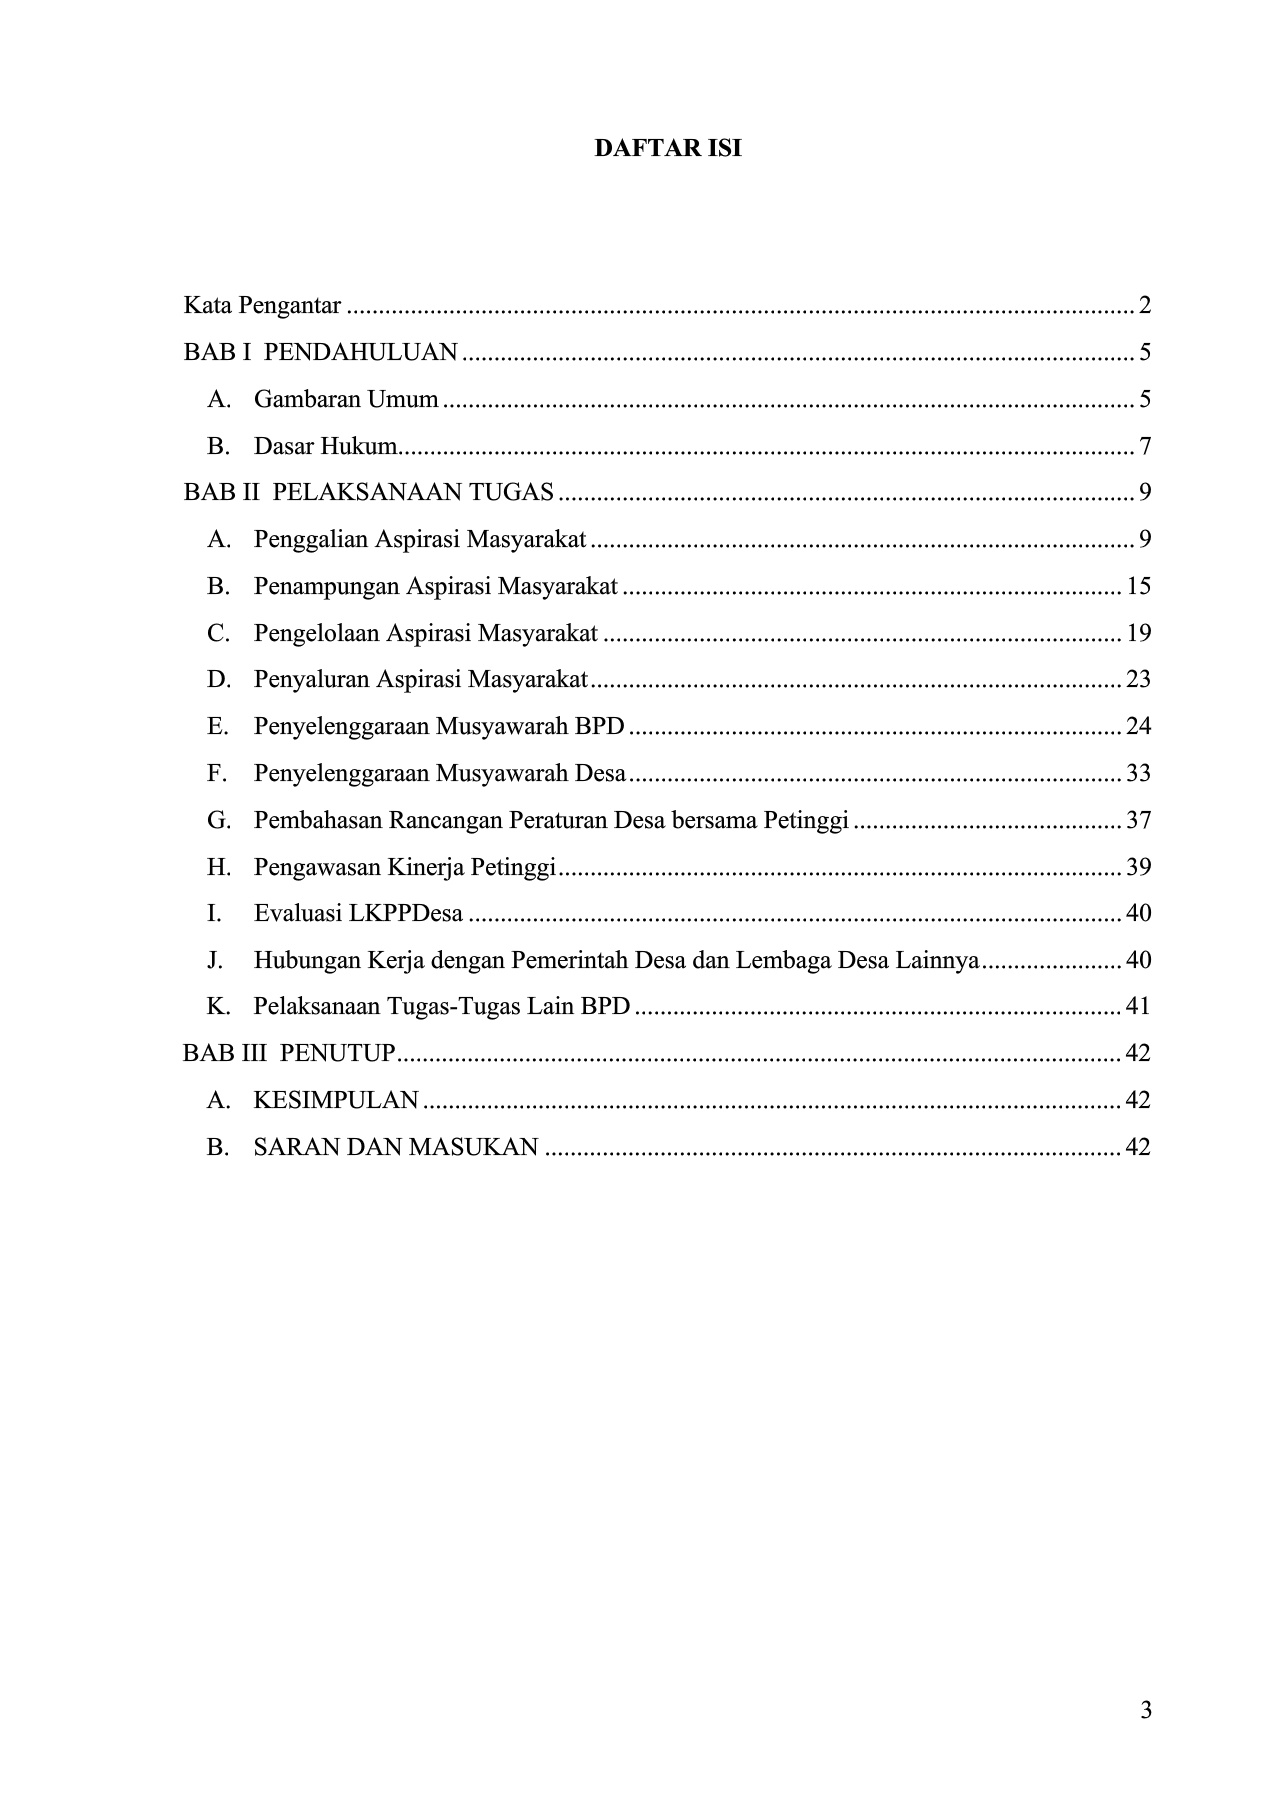 DAFTAR ISI
Kata Pengantar ........................................................................................................................... 2
BAB I  PENDAHULUAN ......................................................................................................... 5
A. Gambaran Umum ............................................................................................................ 5
B. Dasar Hukum................................................................................................................... 7
BAB II  PELAKSANAAN TUGAS .......................................................................................... 9
A. Penggalian Aspirasi Masyarakat ..................................................................................... 9
B. Penampungan Aspirasi Masyarakat .............................................................................. 15
C. Pengelolaan Aspirasi Masyarakat ................................................................................. 19
D. Penyaluran Aspirasi Masyarakat................................................................................... 23
E. Penyelenggaraan Musyawarah BPD ............................................................................. 24
F. Penyelenggaraan Musyawarah Desa............................................................................. 33
G. Pembahasan Rancangan Peraturan Desa bersama Petinggi .......................................... 37
H. Pengawasan Kinerja Petinggi........................................................................................ 39
I. Evaluasi LKPPDesa ...................................................................................................... 40
J. Hubungan Kerja dengan Pemerintah Desa dan Lembaga Desa Lainnya...................... 40
K. Pelaksanaan Tugas-Tugas Lain BPD ............................................................................ 41
BAB III  PENUTUP................................................................................................................. 42
A. KESIMPULAN ............................................................................................................. 42
B. SARAN DAN MASUKAN .......................................................................................... 42
3